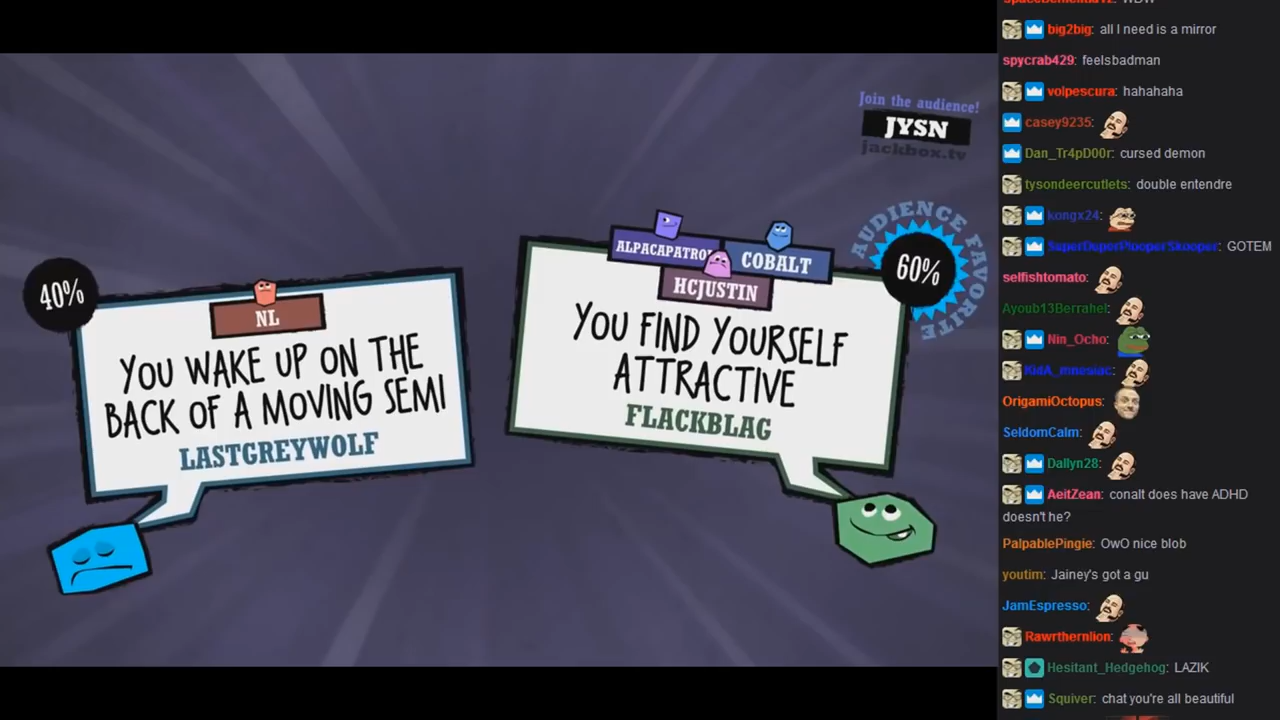 Join the audience!
JYSN
jackbox.tv
AUDIENCE FAVORITE
40%
NL
YOU WAKE UP ON THE
BACK OF A MOVING SEMI
LASTGREYWOLF
60%
ALPACAPATROL
COBALT
HCJUSTIN
YOU FIND YOURSELF
ATTRACTIVE
FLACKBLAG
big2big: all I need is a mirror
spycrab429: feelsbadman
volpescura: hahahaha
casey9235:
Dan_Tr4pD00r: cursed demon
tysondeercutlets: double entendre
kongx24:
SuperDuperPlooperSkooper: GOTEM
selfishtomato:
Ayoub13Berrahel:
Nin_Ocho:
KidA_mnesiac:
OrigamiOctopus:
SeldomCalm:
Dallyn28:
AeitZean: conalt does have ADHD
doesn't he?
PalpablePingie: OwO nice blob
youtim: Jainey's got a gu
JamEspresso:
Rawrthernlion:
Hesitant_Hedgehog: LAZIK
Squiver: chat you're all beautiful